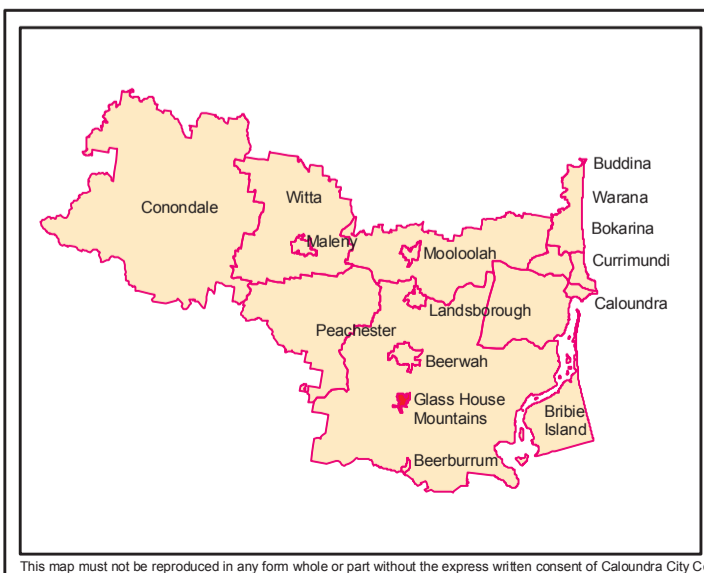 Buddina
Warana
Witta
Conondale
Bokarina
Maleny
Mooloolah
Currimundi
Landsborough
Caloundra
Peachester
Beerwah
Glass House
Mountains
Bribie
Island
Beerburrum
This map must not be reproduced in any form whole or part without the express written consent of Caloundra City C